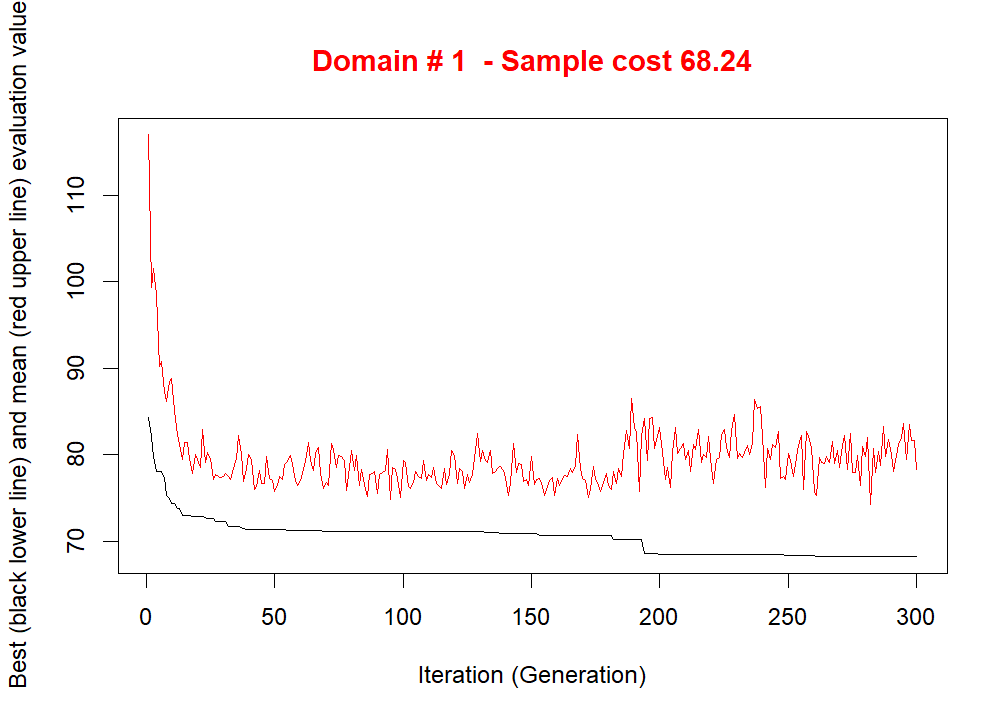 Domain # 1  - Sample cost 68.24
Best (black lower line) and mean (red upper line) evaluation value
110
100
90
80
70
0 50 100 150 200 250 300
Iteration (Generation)